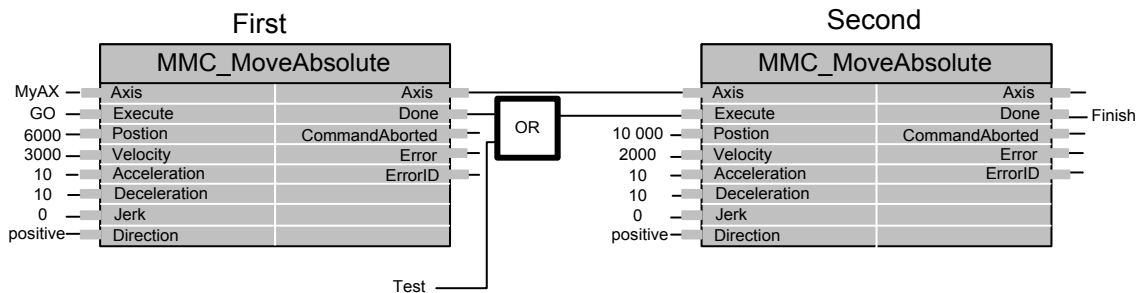 First
Second
MMC_MoveAbsolute
MMC_MoveAbsolute
MyAX Axis Axis
Axis Axis
GO Execute Done
OR
Execute Done Finish
6000 Postion CommandAborted
10 000 Postion CommandAborted
3000 Velocity Error
2000 Velocity Error
10 Acceleration ErrorID
10 Acceleration ErrorID
10 Deceleration
10 Deceleration
0 Jerk
0 Jerk
positive Direction
positive Direction
Test